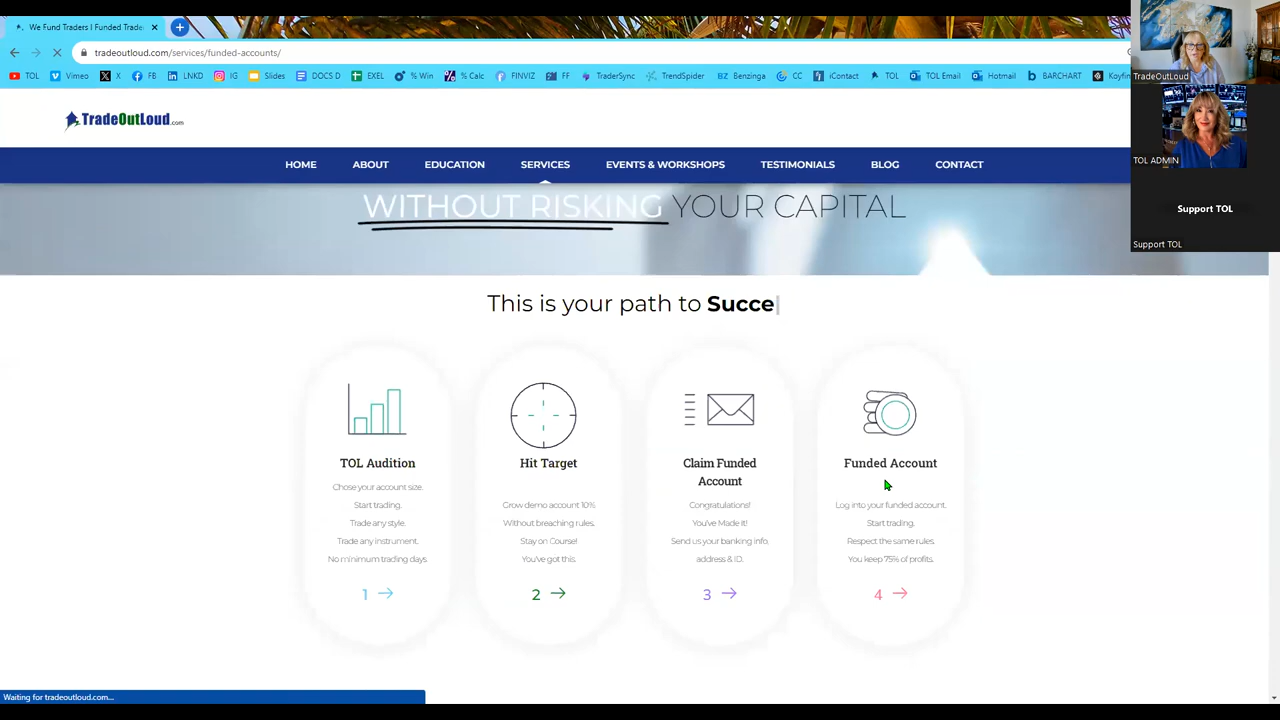 We Fund Traders I Funded Trade
tradeoutloud.com/services/funded-accounts/
TOL Vimeo X FB LNKD IG Slides DOCS D EXEL % Win % Calc FINVIZ FF TraderSync TrendSpider Benzinga CC iContact TOL TOL Email Hotmail BARCHART Koyfin
TradeOutLoud
TOL ADMIN
Support TOL
Support TOL
TradeOutLoud.com
HOME ABOUT EDUCATION SERVICES EVENTS & WORKSHOPS TESTIMONIALS BLOG CONTACT
WITHOUT RISKING YOUR CAPITAL
This is your path to Succe
TOL Audition
Chose your account size.
Start trading.
Trade any style.
Trade any instrument.
No minimum trading days.
1
Hit Target
Grow demo account 10%
Without breaching rules.
Stay on Course!
You've got this.
2
Claim Funded
Account
Congratulations!
You've Made it!
Send us your banking info,
address & ID.
3
Funded Account
Log into your funded account.
Start trading.
Respect the same rules.
You keep 75% of profits.
4
Waiting for tradeoutloud.com...